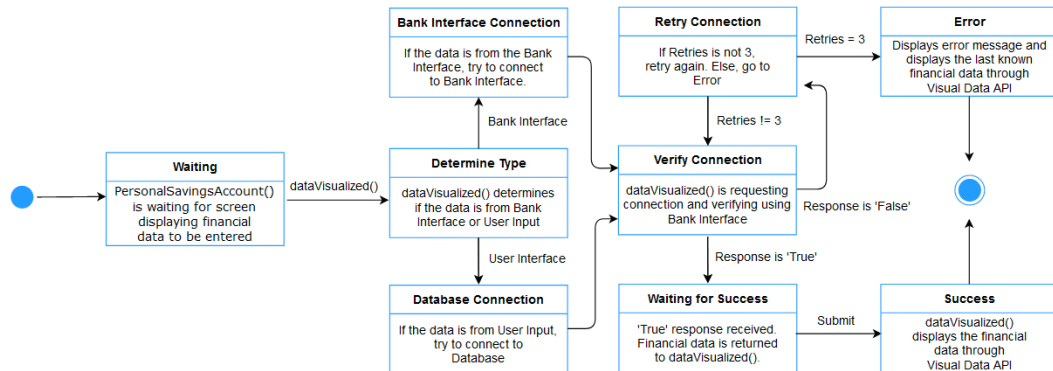 Bank Interface Connection
If the data is from the Bank
Interface, try to connect
to Bank Interface.
Retry Connection
If Retries is not 3,
retry again. Else, go to
Error
Retries = 3
Error
Displays error message and
displays the last known
financial data through
Visual Data API
Bank Interface
Retries != 3
Waiting
PersonalSavingsAccount()
is waiting for screen
displaying financial
data to be entered
dataVisualized()
Determine Type
dataVisualized() determines
if the data is from Bank
Interface or User Input
Verify Connection
dataVisualized() is requesting
connection and verifying using
Bank Interface
Response is 'False'
User Interface
Response is 'True'
Database Connection
If the data is from User Input,
try to connect to
Database
Waiting for Success
'True' response received.
Financial data is returned
to dataVisualized().
Submit
Success
dataVisualized()
displays the financial
data through
Visual Data API